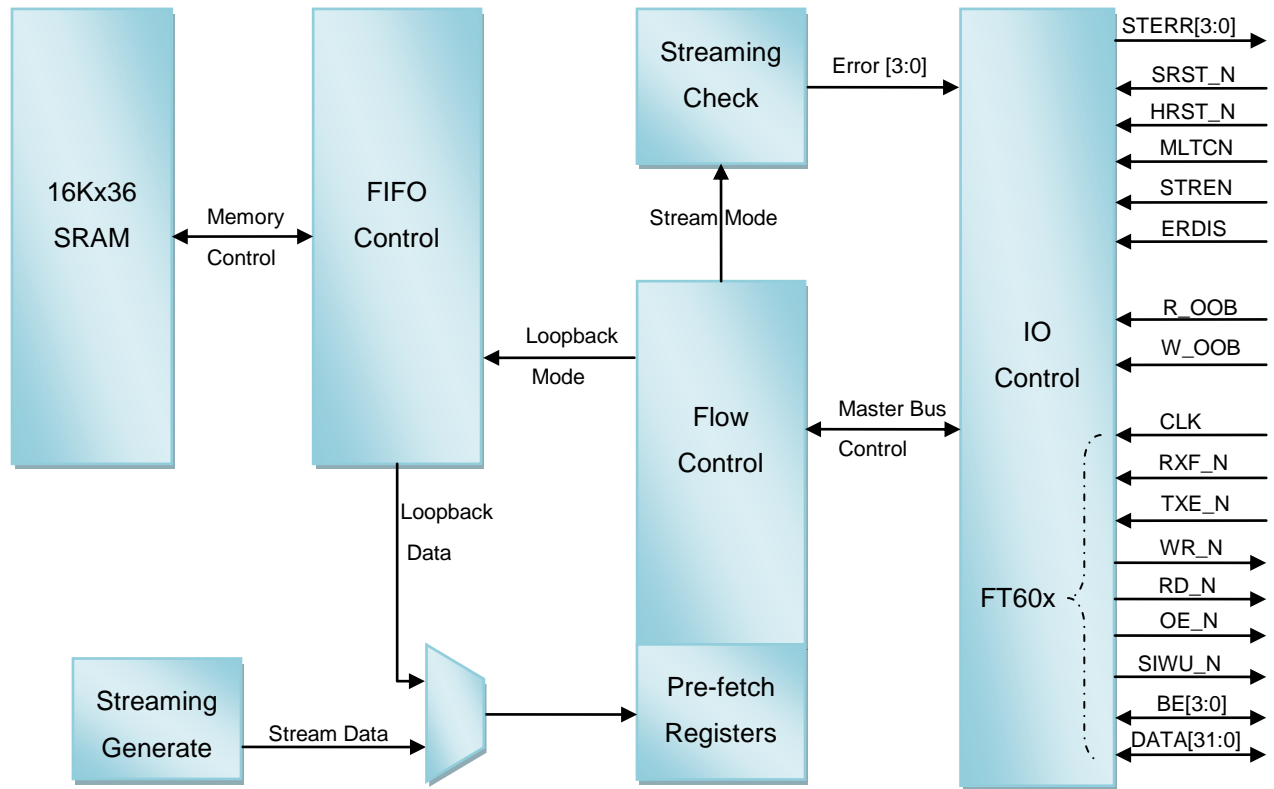 16Kx36
SRAM
Memory
Control
FIFO
Control
Streaming
Check
Error [3:0]
Stream Mode
Loopback
Mode
Flow
Control
Master Bus
Control
IO
Control
FT60x
Loopback
Data
Streaming
Generate
Stream Data
Pre-fetch
Registers
STERR[3:0]
SRST_N
HRST_N
MLTCN
STREN
ERDIS
R_OOB
W_OOB
CLK
RXF_N
TXE_N
WR_N
RD_N
OE_N
SIWU_N
BE[3:0]
DATA[31:0]